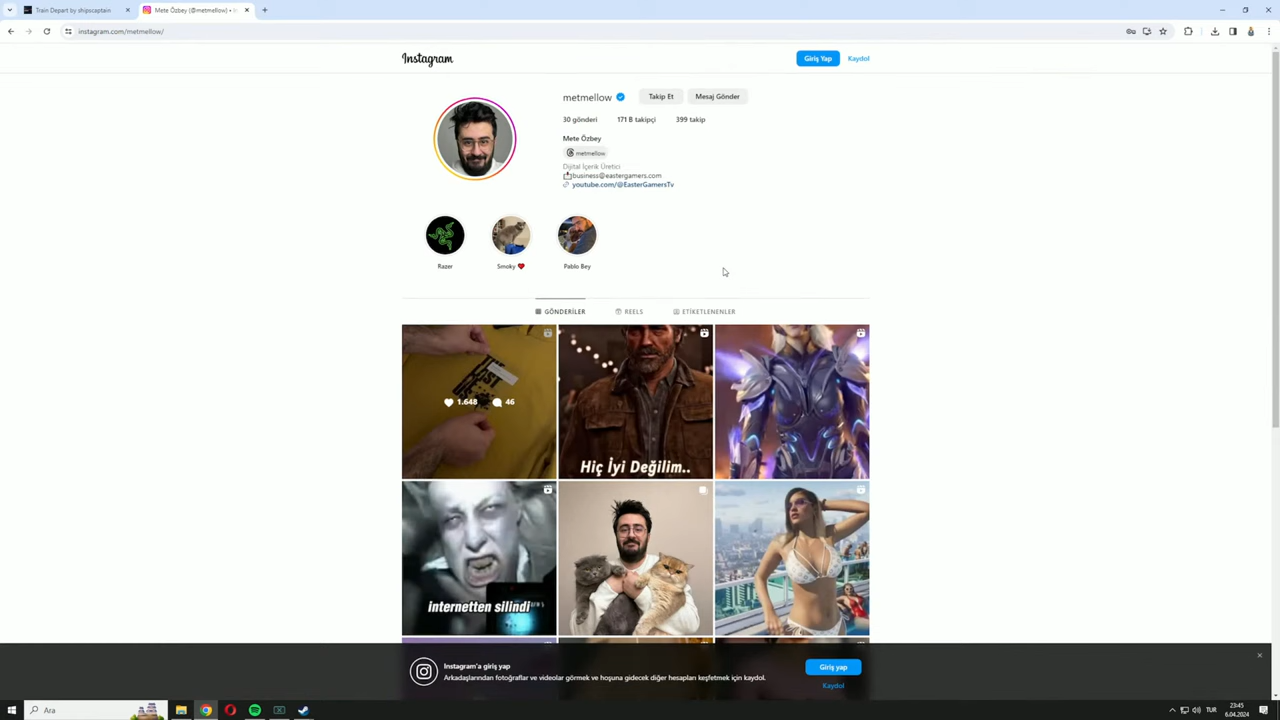 Train Depart by shipscaptain
Mete Özbey (@metmellow) •
instagram.com/metmellow/
Instagram
Giriş Yap
Kaydol
metmellow
Takip Et
Mesaj Gönder
30 gönderi
171 B takipçi
399 takip
Mete Özbey
metmellow
Dijital İçerik Üretici
business@eastergamers.com
youtube.com/@EasterGamersTv
Razer
Smoky ❤
Pablo Bey
GÖNDERİLER
REELS
ETİKETLENENLER
1.648
46
Hiç İyi Değilim..
internetten silindi
Instagram'a giriş yap
Arkadaşlarından fotoğraflar ve videolar görmek ve hoşuna gidecek diğer hesapları keşfetmek için kaydol.
Giriş yap
Kaydol
Ara
TUR
23:45
6.04.2024